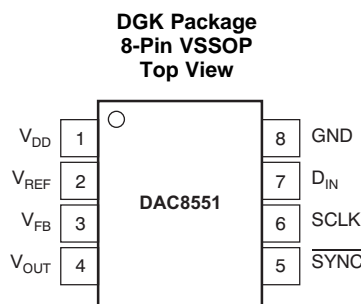 DGK Package
8-Pin VSSOP
Top View
VDD 1 8 GND
VREF 2 7 DIN
DAC8551
VFB 3 6 SCLK
VOUT 4 5 SYNC